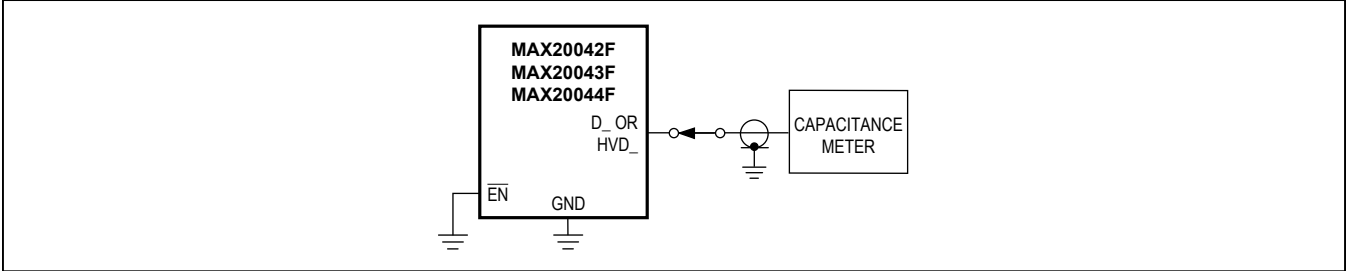 MAX20042F
MAX20043F
MAX20044F
D_ OR
HVD_
CAPACITANCE
METER
EN
GND